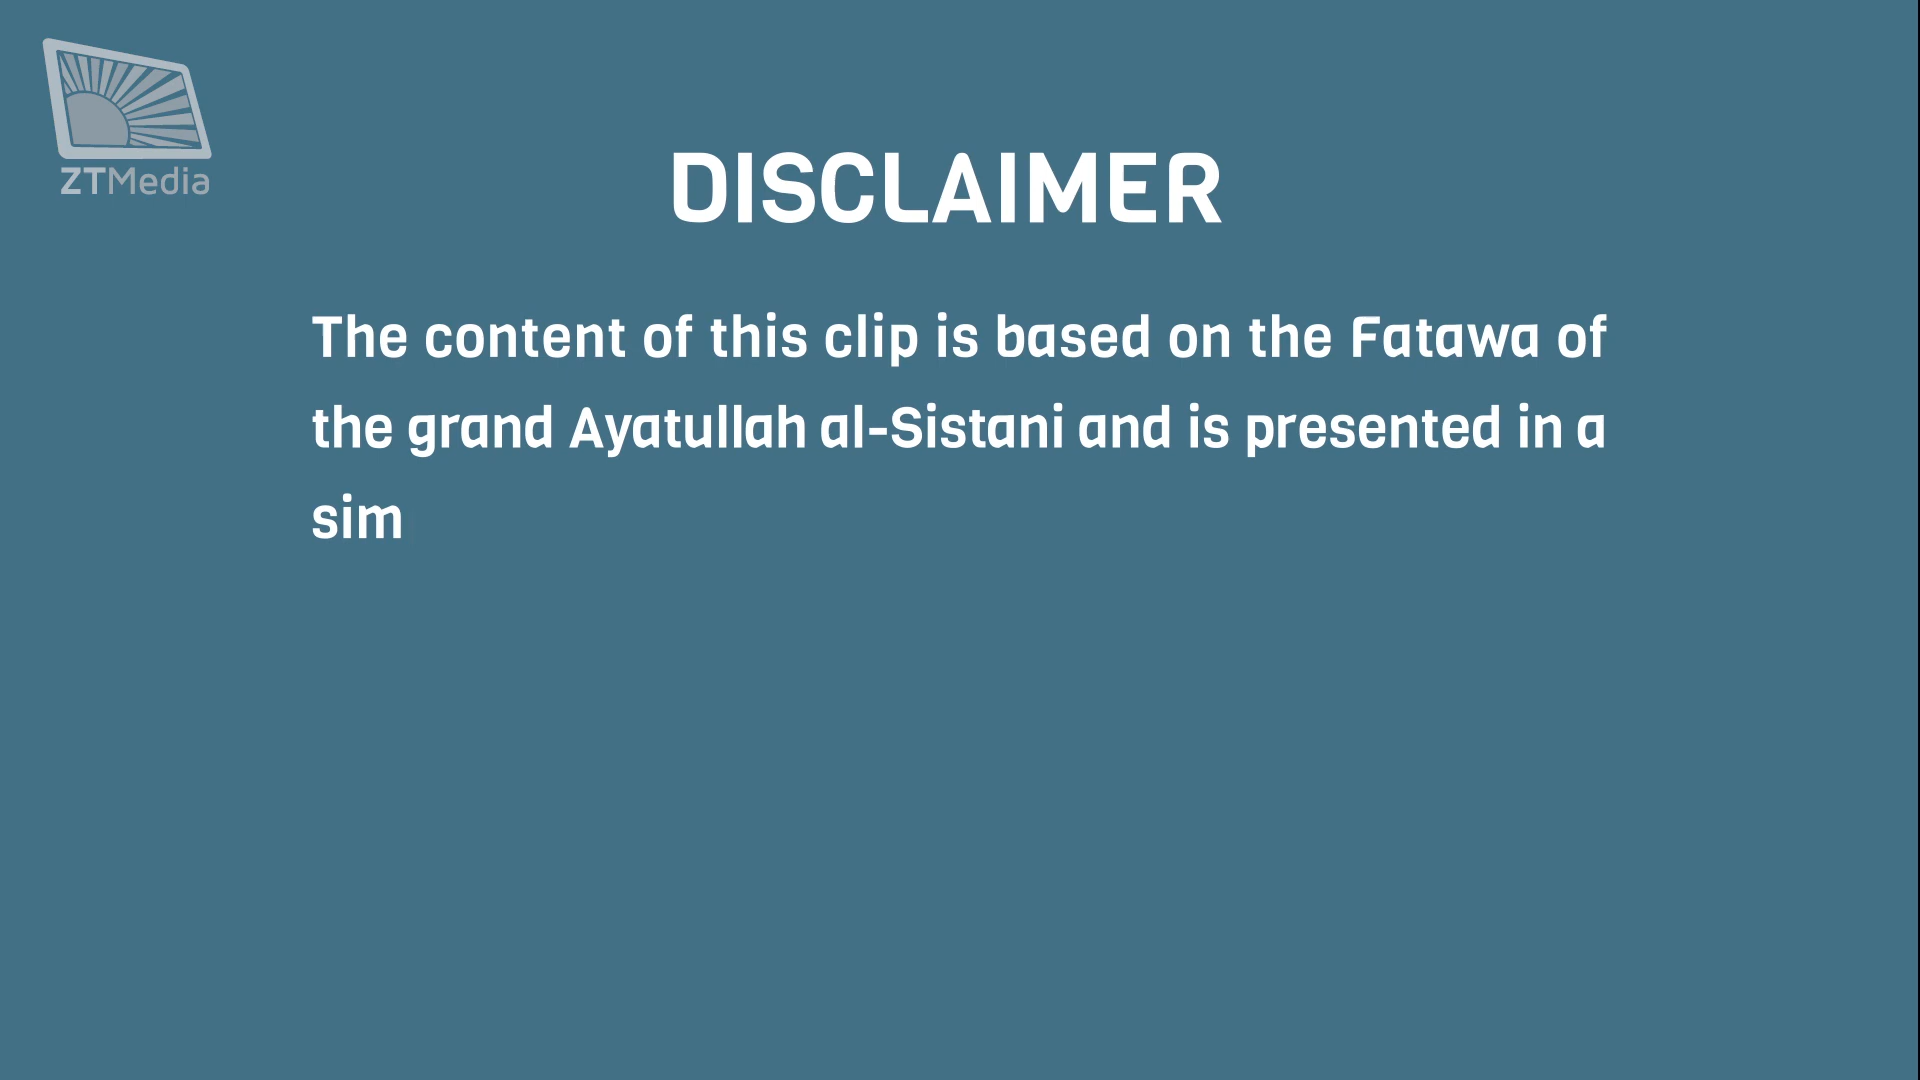 ZTMedia
DISCLAIMER
The content of this clip is based on the Fatawa of
the grand Ayatullah al-Sistani and is presented in a
sim